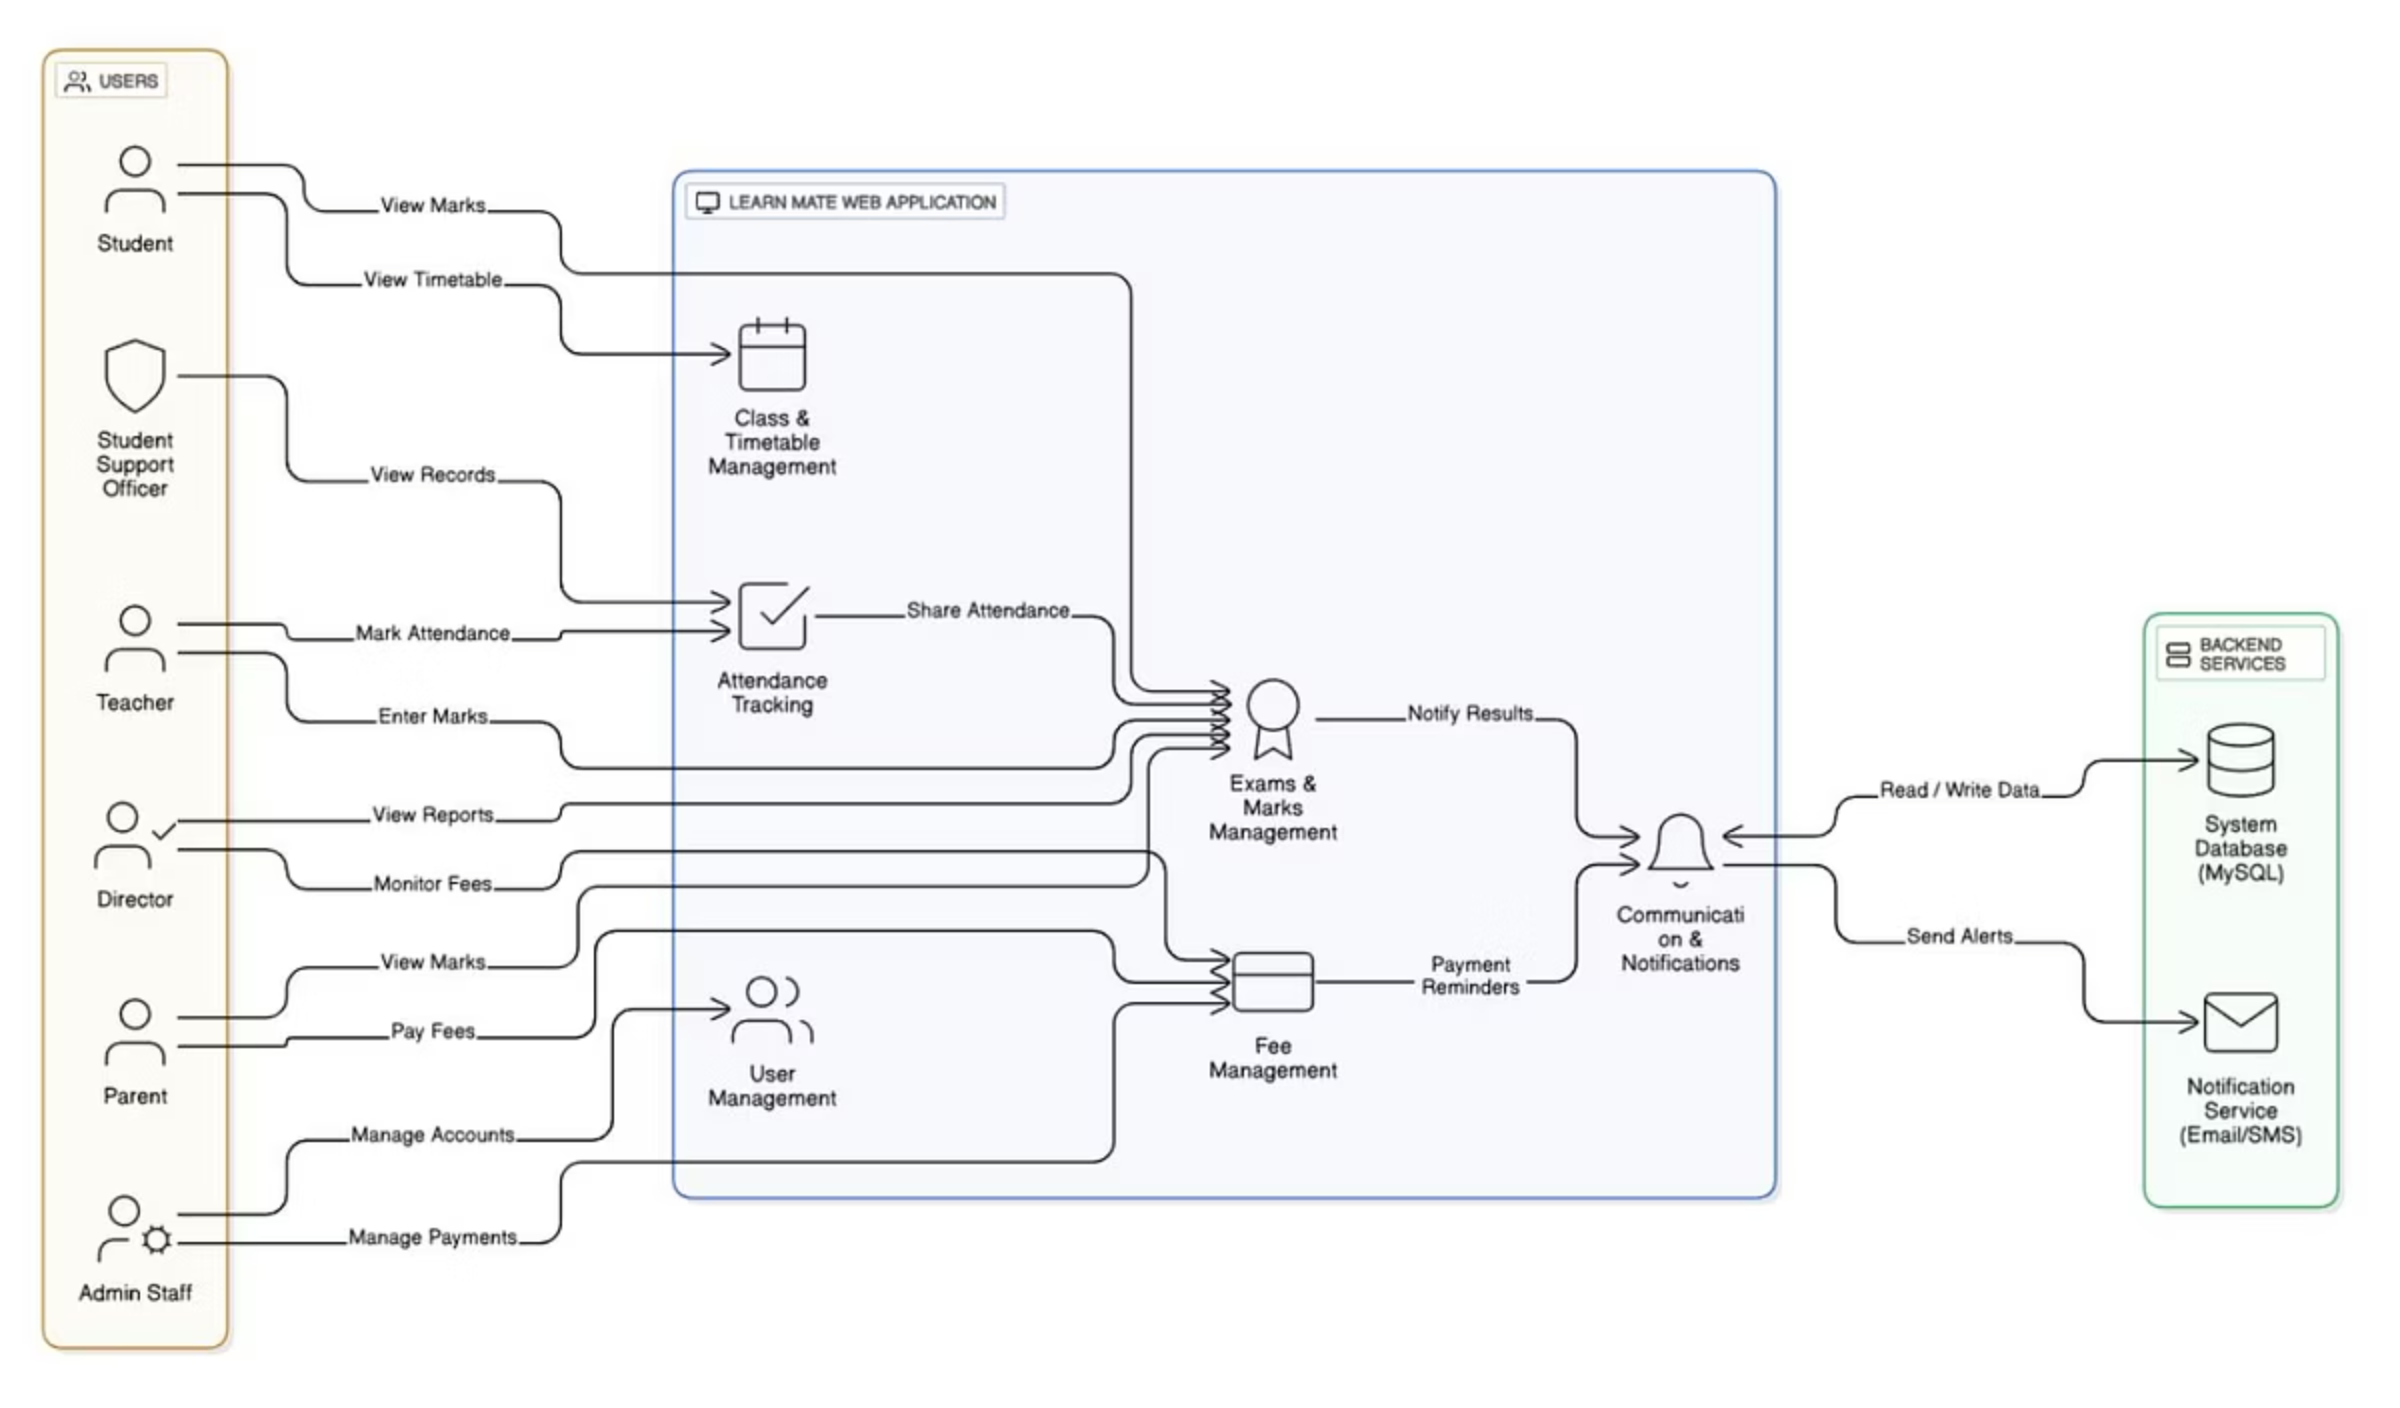 USERS
Student
Student
Support
Officer
Teacher
Director
Parent
Admin Staff
View Marks
View Timetable
View Records
Mark Attendance
Enter Marks
View Reports
Monitor Fees
View Marks
Pay Fees
Manage Accounts
Manage Payments
LEARN MATE WEB APPLICATION
Class &
Timetable
Management
Attendance
Tracking
User
Management
Share Attendance
Exams &
Marks
Management
Fee
Management
Notify Results
Payment
Reminders
Communicati
on &
Notifications
Read / Write Data
Send Alerts
BACKEND
SERVICES
System
Database
(MySQL)
Notification
Service
(Email/SMS)